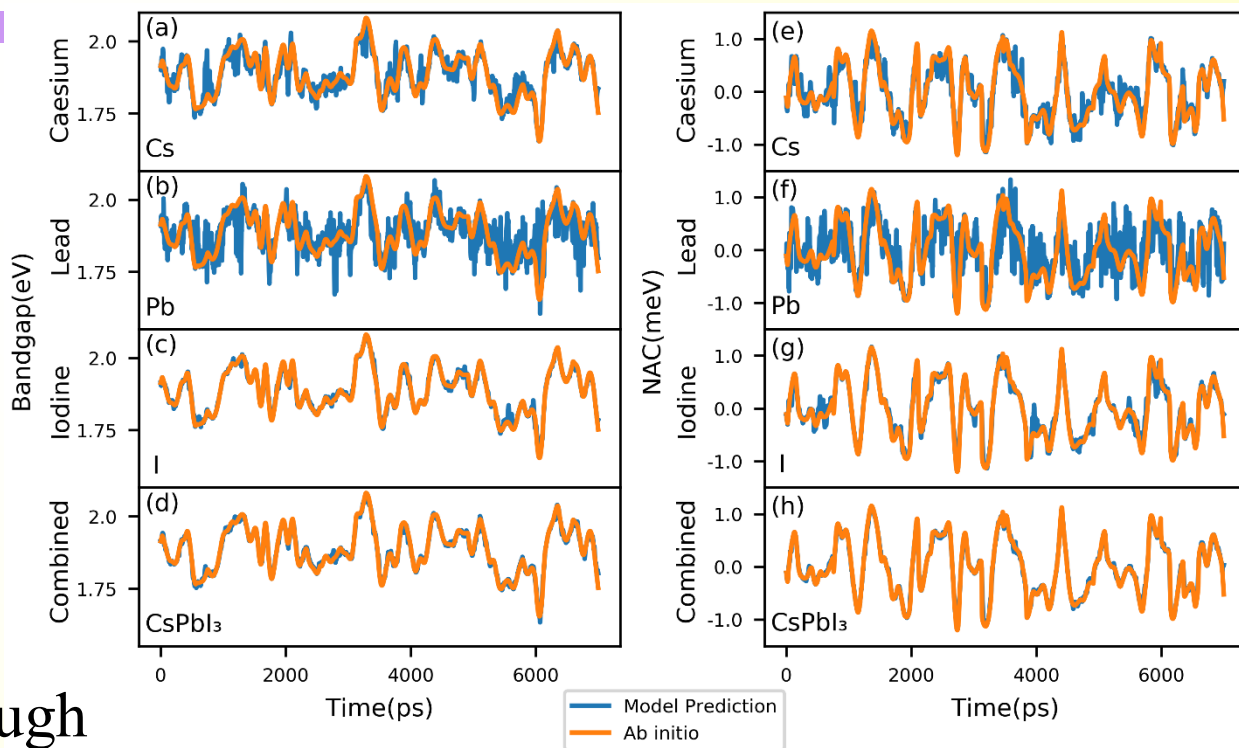 (a)
2.0
1.75
Caesium
Cs
(b)
2.0
1.75
Lead
Pb
Bandgap(eV)
(c)
2.0
1.75
Iodine
I
(d)
2.0
1.75
Combined
CsPbI₃
0 2000 4000 6000
Time(ps)
(e)
1.0
0.0
-1.0
Caesium
Cs
(f)
1.0
0.0
-1.0
Lead
Pb
NAC(meV)
(g)
1.0
0.0
-1.0
Iodine
I
(h)
1.0
0.0
-1.0
Combined
CsPbI₃
0 2000 4000 6000
Time(ps)
Model Prediction
Ab initio
ugh